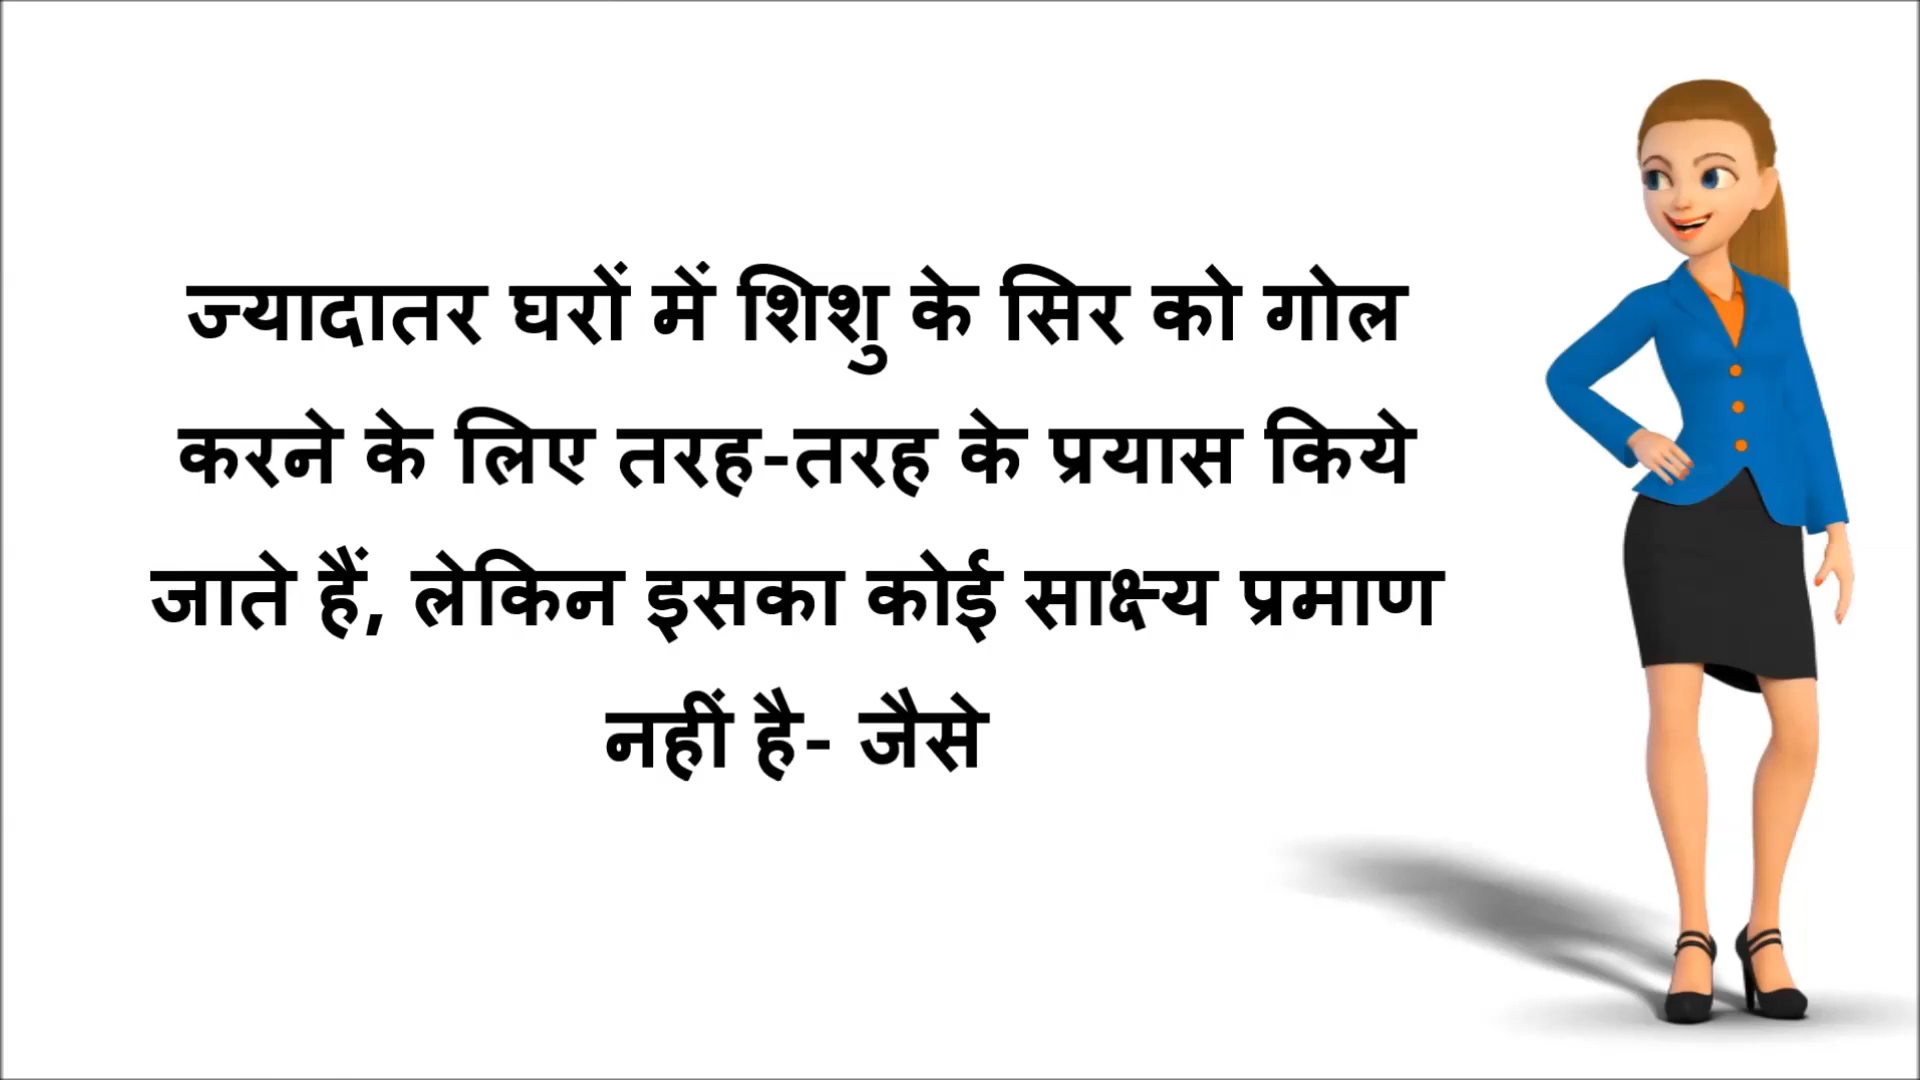 ज्यादातर घरों में शिशु के सिर को गोल
करने के लिए तरह-तरह के प्रयास किये
जाते हैं, लेकिन इसका कोई साक्ष्य प्रमाण
नहीं है- जैसे